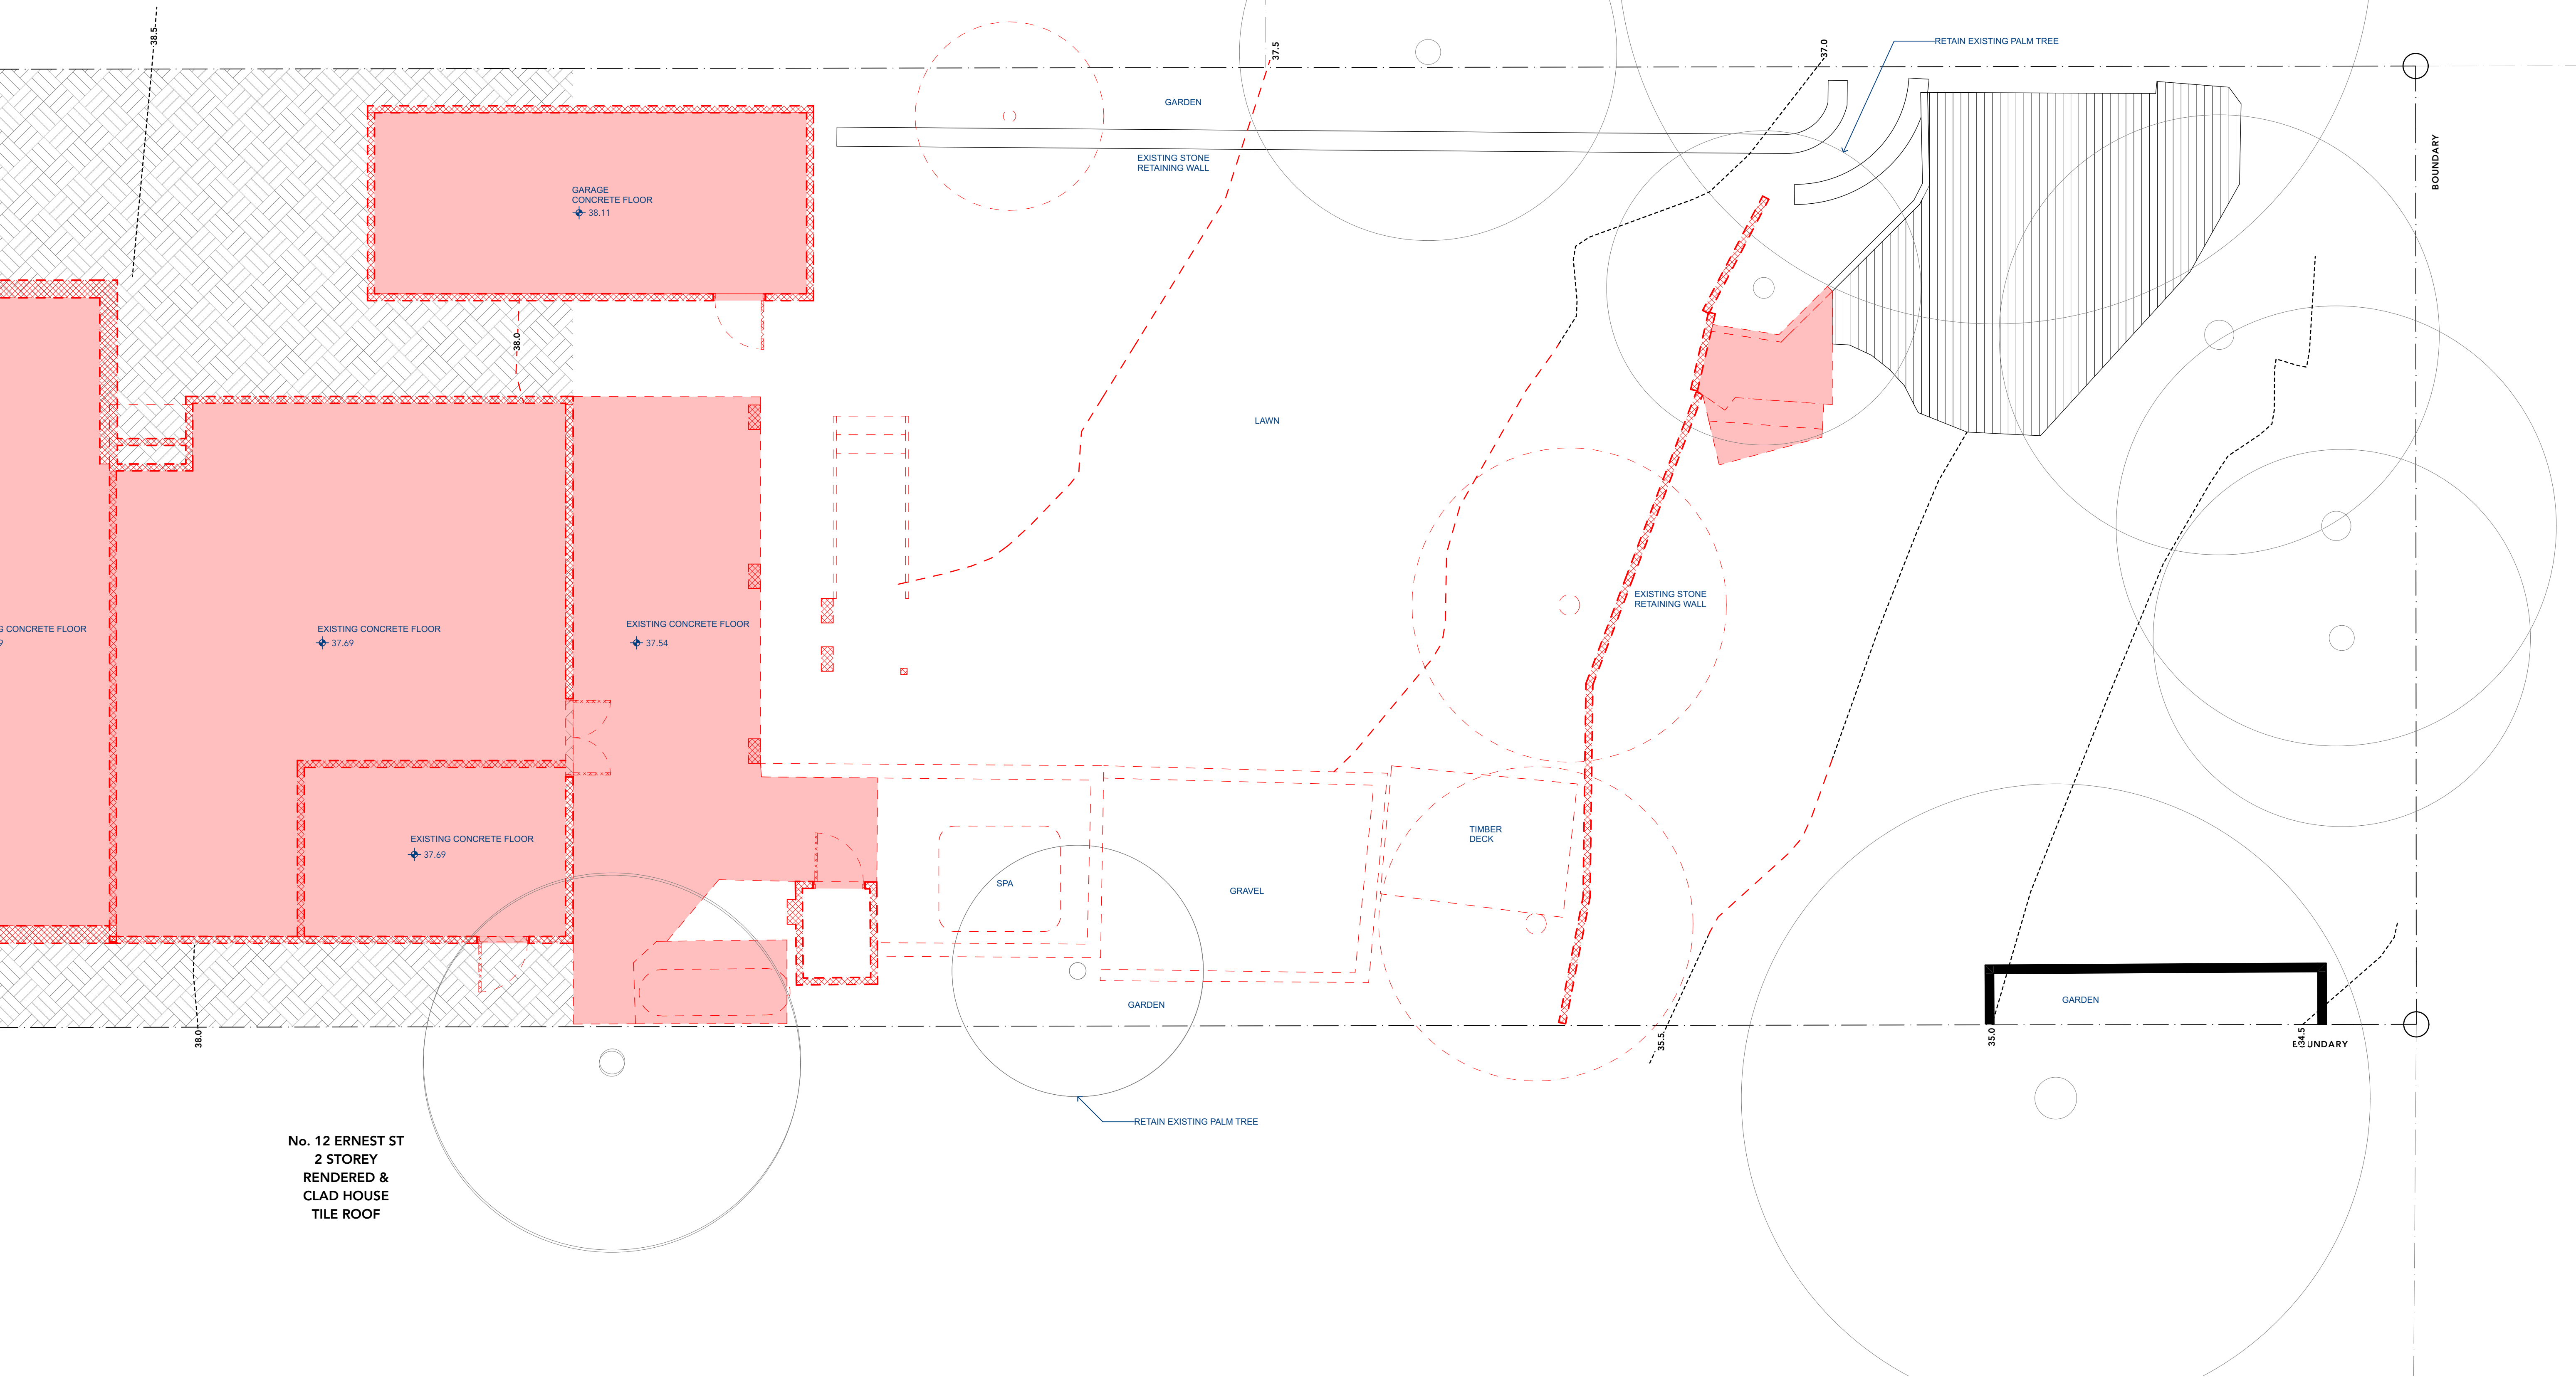 38.5
37.5
37.0
RETAIN EXISTING PALM TREE
GARDEN
BOUNDARY
EXISTING STONE
RETAINING WALL
GARAGE
CONCRETE FLOOR
38.11
38.0
LAWN
EXISTING STONE
RETAINING WALL
CONCRETE FLOOR
EXISTING CONCRETE FLOOR
37.69
EXISTING CONCRETE FLOOR
37.54
EXISTING CONCRETE FLOOR
37.69
TIMBER
DECK
SPA
GRAVEL
GARDEN
GARDEN
38.0
35.5
35.0
34.5
BOUNDARY
RETAIN EXISTING PALM TREE
No. 12 ERNEST ST
2 STOREY
RENDERED &
CLAD HOUSE
TILE ROOF